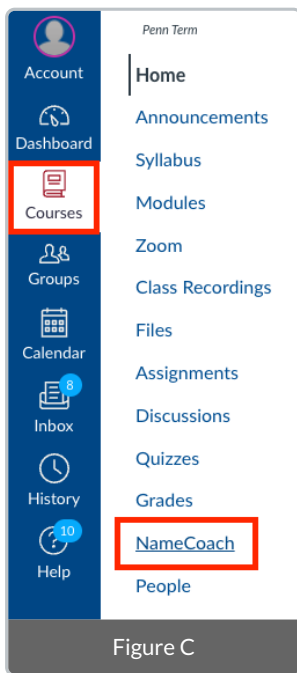 Account
Dashboard
Courses
Groups
Calendar
8
Inbox
History
10
Help
Penn Term
Home
Announcements
Syllabus
Modules
Zoom
Class Recordings
Files
Assignments
Discussions
Quizzes
Grades
NameCoach
People
Figure C